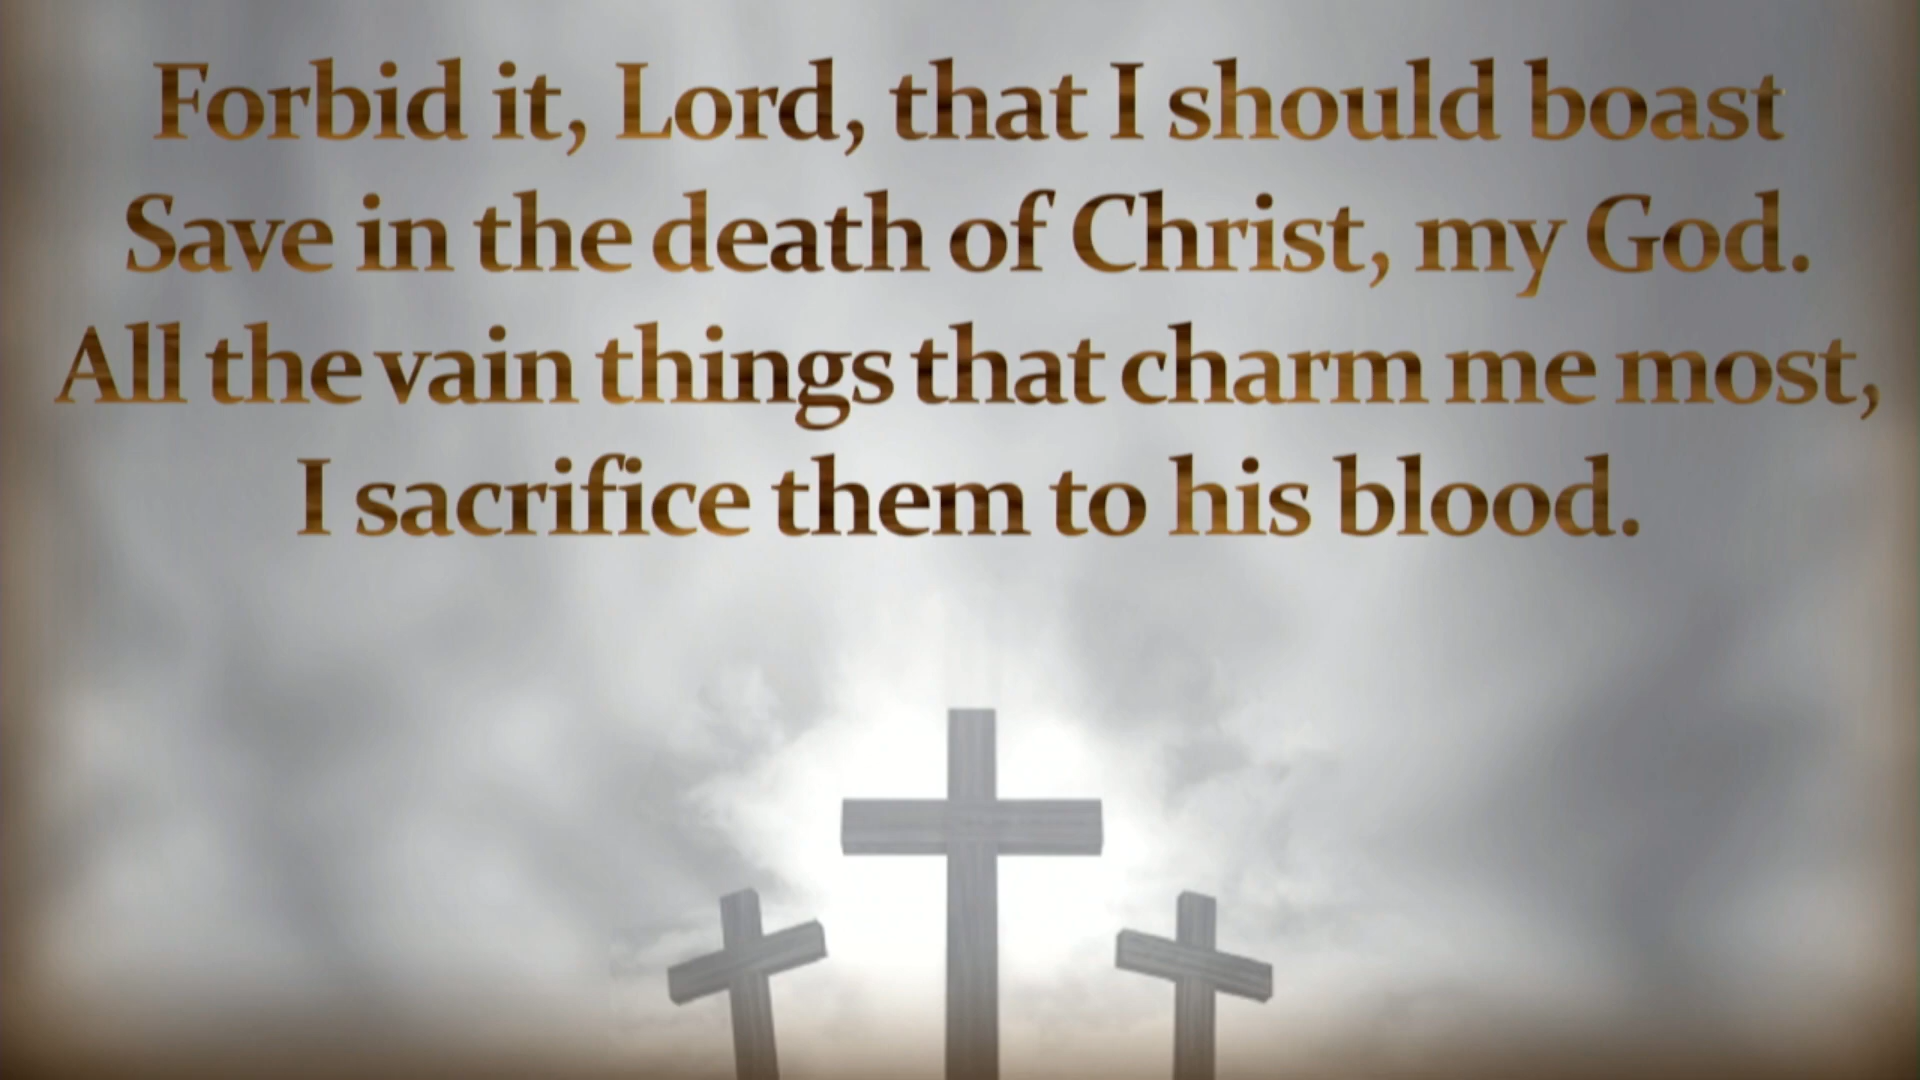 Forbid it, Lord, that I should boast
Save in the death of Christ, my God.
All the vain things that charm me most,
I sacrifice them to his blood.